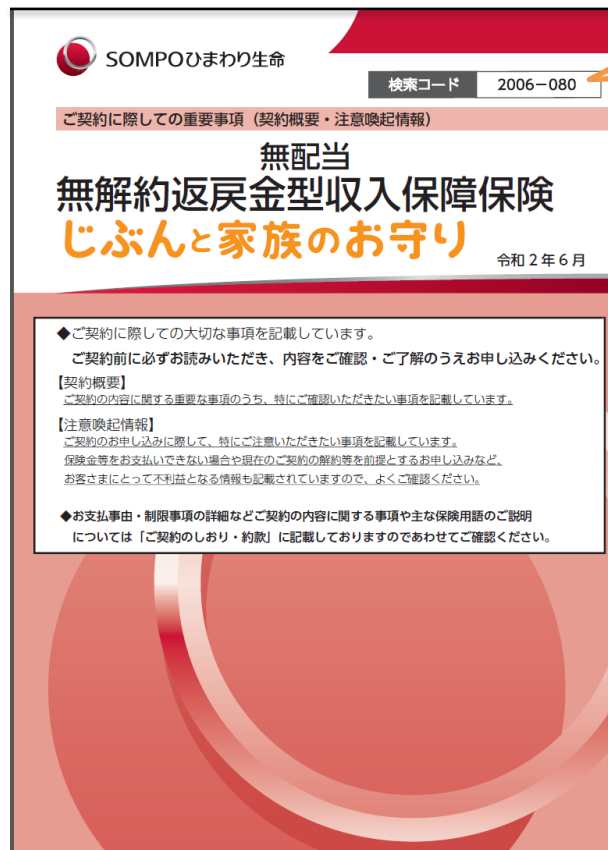 SOMPOひまわり生命
検索コード 2006－080
ご契約に際しての重要事項（契約概要・注意喚起情報）
無配当
無解約返戻金型収入保障保険
じぶんと家族のお守り
令和２年６月
◆ご契約に際しての大切な事項を記載しています。
ご契約前に必ずお読みいただき、内容をご確認・ご了解のうえお申し込みください。
【契約概要】
ご契約の内容に関する重要な事項のうち、特にご確認いただきたい事項を記載しています。
【注意喚起情報】
ご契約のお申し込みに際して、特にご注意いただきたい事項を記載しています。
保険金等をお支払いできない場合や現在のご契約の解約等を前提とするお申し込みなど、
お客さまにとって不利益となる情報も記載されていますので、よくご確認ください。
◆お支払事由・制限事項の詳細などご契約の内容に関する事項や主な保険用語のご説明
については「ご契約のしおり・約款」に記載しておりますのであわせてご確認ください。